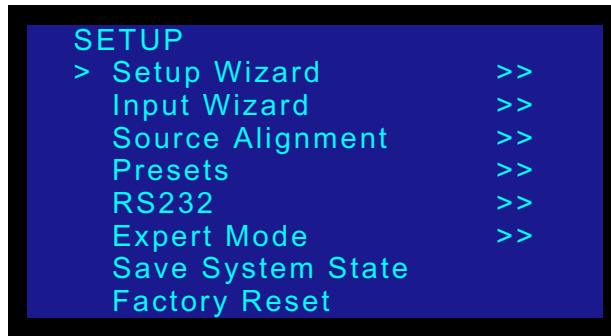 SETUP
> Setup Wizard >>
Input Wizard >>
Source Alignment >>
Presets >>
RS232 >>
Expert Mode >>
Save System State
Factory Reset